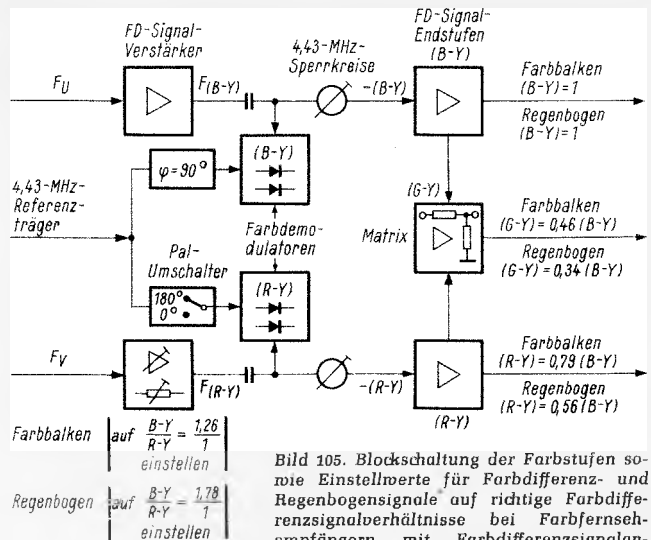 FD-Signal-
Verstärker
4,43-MHz-
Sperrkreise
FD-Signal-
Endstufen
(B-Y)
F_U
F_(B-Y)
-(B-Y)
Farbbalken
(B-Y)=1
Regenbogen
(B-Y)=1
(B-Y)
φ=90°
(G-Y)
4,43-MHz-
Referenz-
träger
Farbdemo-
dulatoren
Matrix
Farbbalken
(G-Y)=0,46(B-Y)
Regenbogen
(G-Y)=0,34(B-Y)
Pal-
Umschalter
180°
0°
(R-Y)
F_V
F_(R-Y)
-(R-Y)
(R-Y)
Farbbalken
(R-Y)=0,79(B-Y)
Regenbogen
(R-Y)=0,56(B-Y)
Farbbalken | auf B-Y/R-Y = 1,26/1 |
einstellen
Regenbogen | auf B-Y/R-Y = 1,78/1 |
einstellen
Bild 105. Blockschaltung der Farbstufen so-
wie Einstellwerte für Farbdifferenz- und
Regenbogensignale auf richtige Farbdiffe-
renzsignalverhältnisse bei Farbfernseh-
empfängern mit Farbdifferenzsignalan-